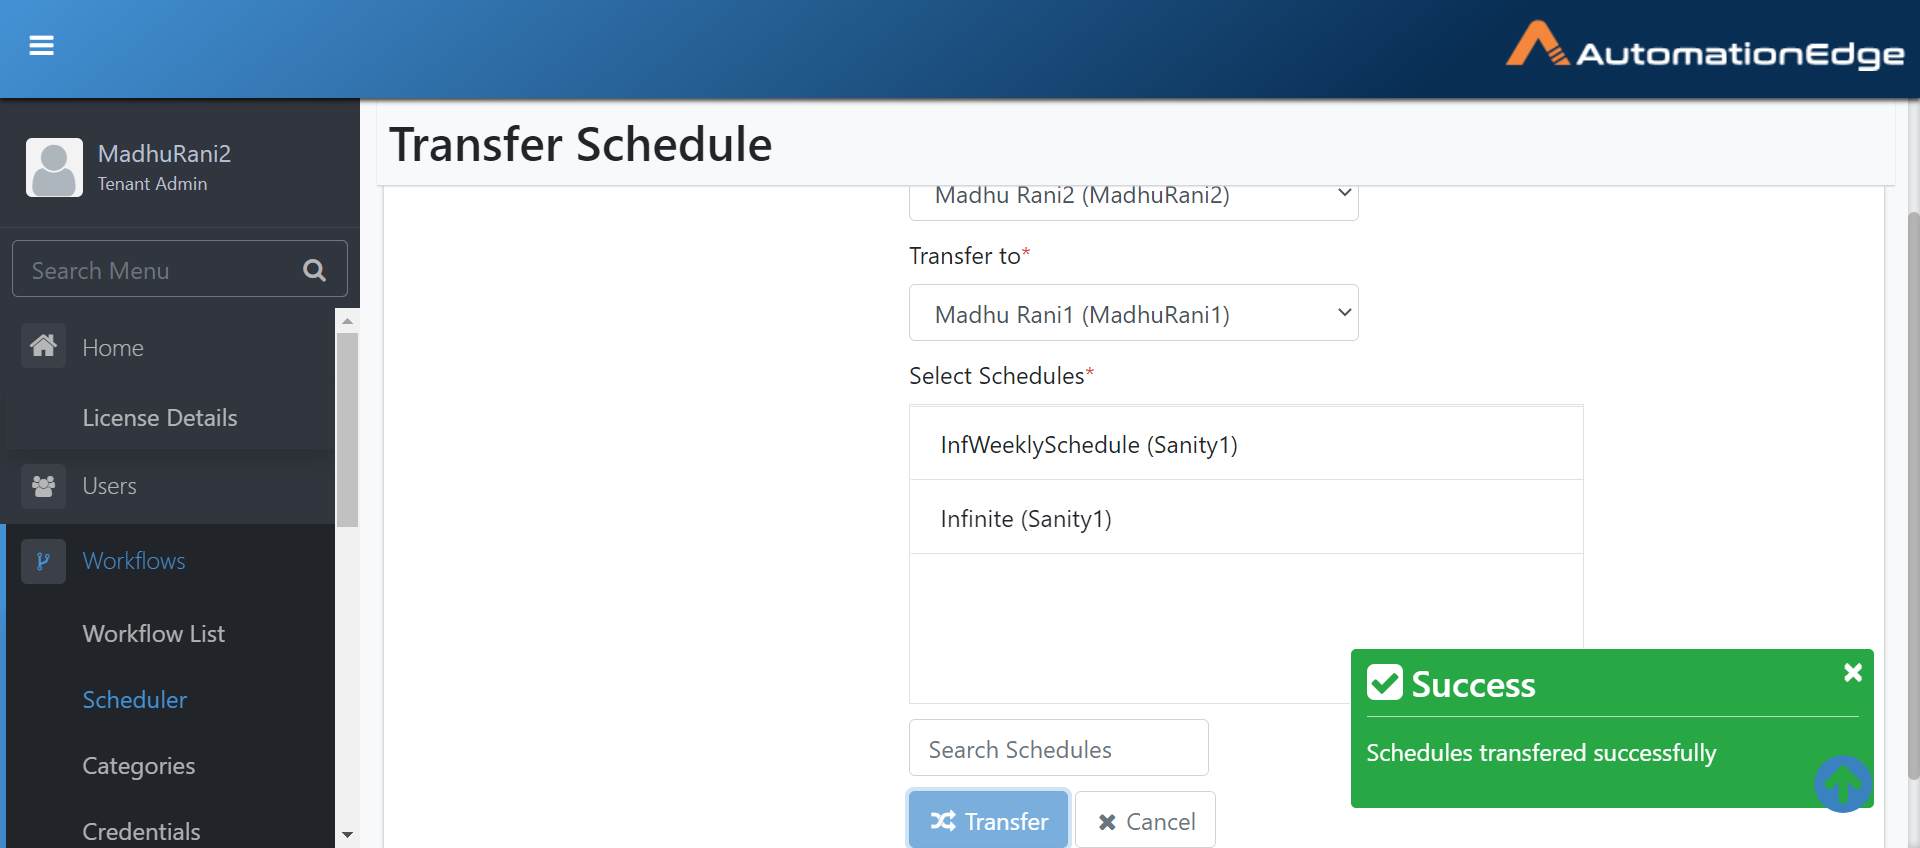 AutomationEdge
MadhuRani2
Tenant Admin
Search Menu
Home
License Details
Users
Workflows
Workflow List
Scheduler
Categories
Credentials
Transfer Schedule
Madhu Rani2 (MadhuRani2)
Transfer to*
Madhu Rani1 (MadhuRani1)
Select Schedules*
InfWeeklySchedule (Sanity1)
Infinite (Sanity1)
Search Schedules
Transfer
Cancel
Success
Schedules transfered successfully